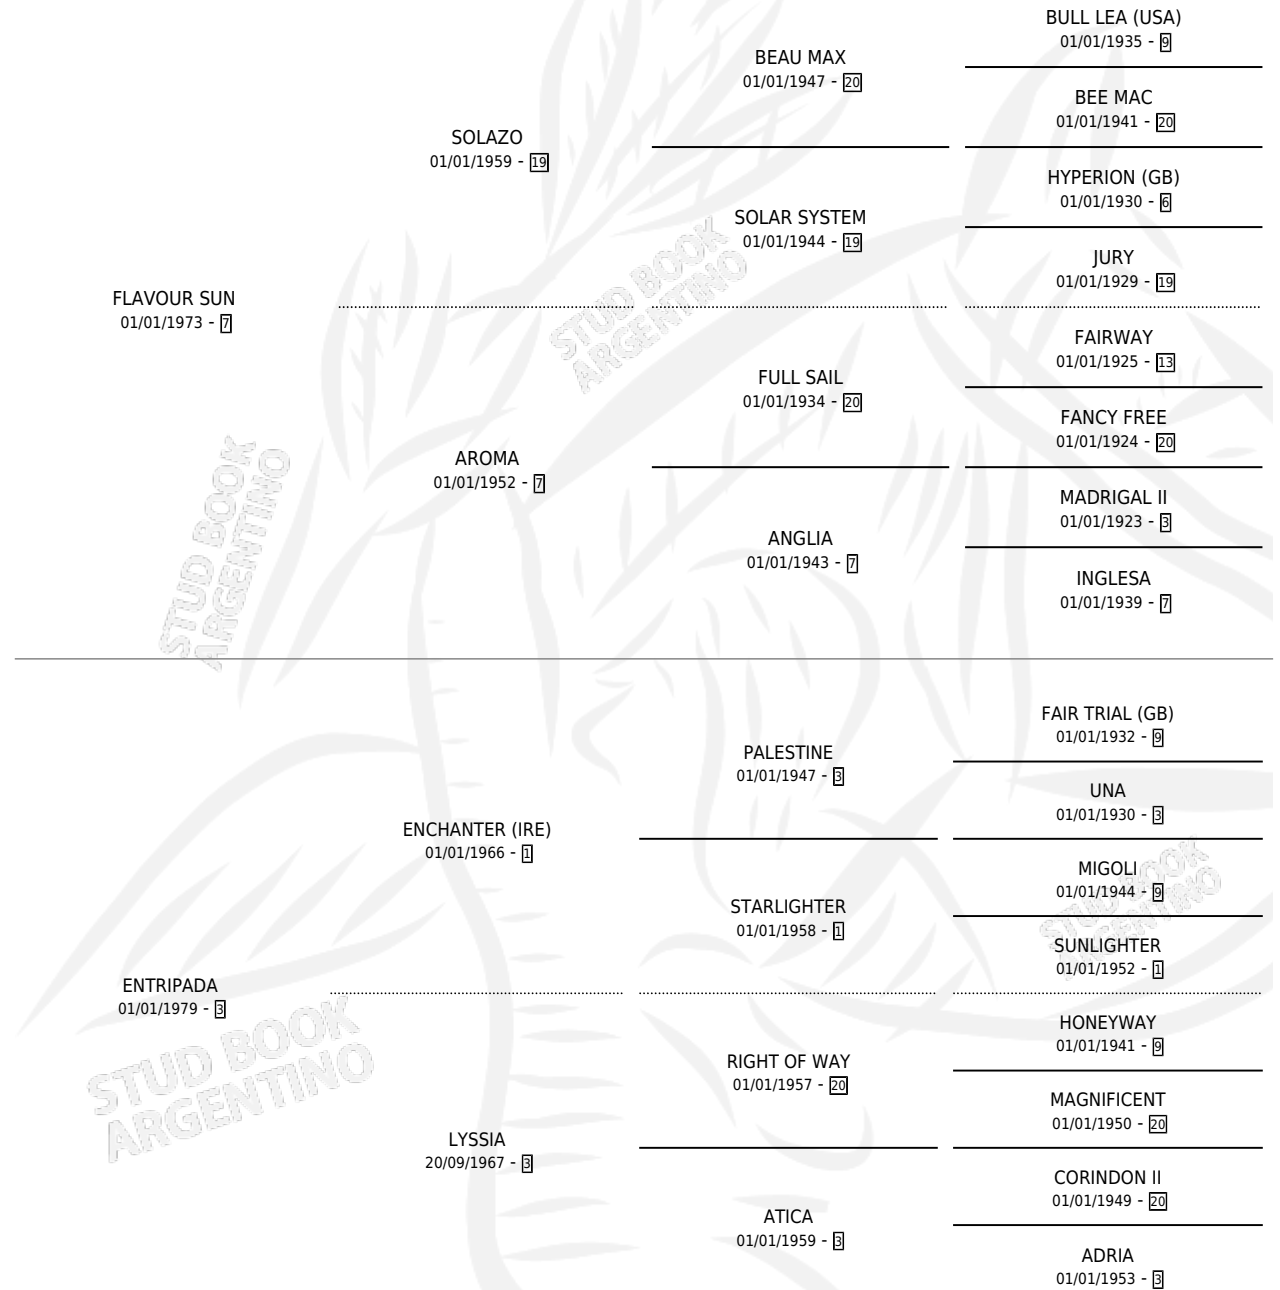 BULL LEA (USA)
01/01/1935 - 9
BEAU MAX
01/01/1947 - 20
BEE MAC
01/01/1941 - 20
SOLAZO
01/01/1959 - 19
HYPERION (GB)
01/01/1930 - 6
SOLAR SYSTEM
01/01/1944 - 19
JURY
01/01/1929 - 19
FLAVOUR SUN
01/01/1973 - 7
FAIRWAY
01/01/1925 - 13
FULL SAIL
01/01/1934 - 20
FANCY FREE
01/01/1924 - 20
AROMA
01/01/1952 - 7
MADRIGAL II
01/01/1923 - 3
ANGLIA
01/01/1943 - 7
INGLESA
01/01/1939 - 7
FAIR TRIAL (GB)
01/01/1932 - 9
PALESTINE
01/01/1947 - 3
UNA
01/01/1930 - 3
ENCHANTER (IRE)
01/01/1966 - 1
MIGOLI
01/01/1944 - 9
STARLIGHTER
01/01/1958 - 1
SUNLIGHTER
01/01/1952 - 1
ENTRIPADA
01/01/1979 - 3
HONEYWAY
01/01/1941 - 9
RIGHT OF WAY
01/01/1957 - 20
MAGNIFICENT
01/01/1950 - 20
LYSSIA
20/09/1967 - 3
CORINDON II
01/01/1949 - 20
ATICA
01/01/1959 - 3
ADRIA
01/01/1953 - 3
STUD BOOK
ARGENTINO
STUD BOOK
ARGENTINO
STUD BOOK
ARGENTINO
STUD BOOK
ARGENTINO